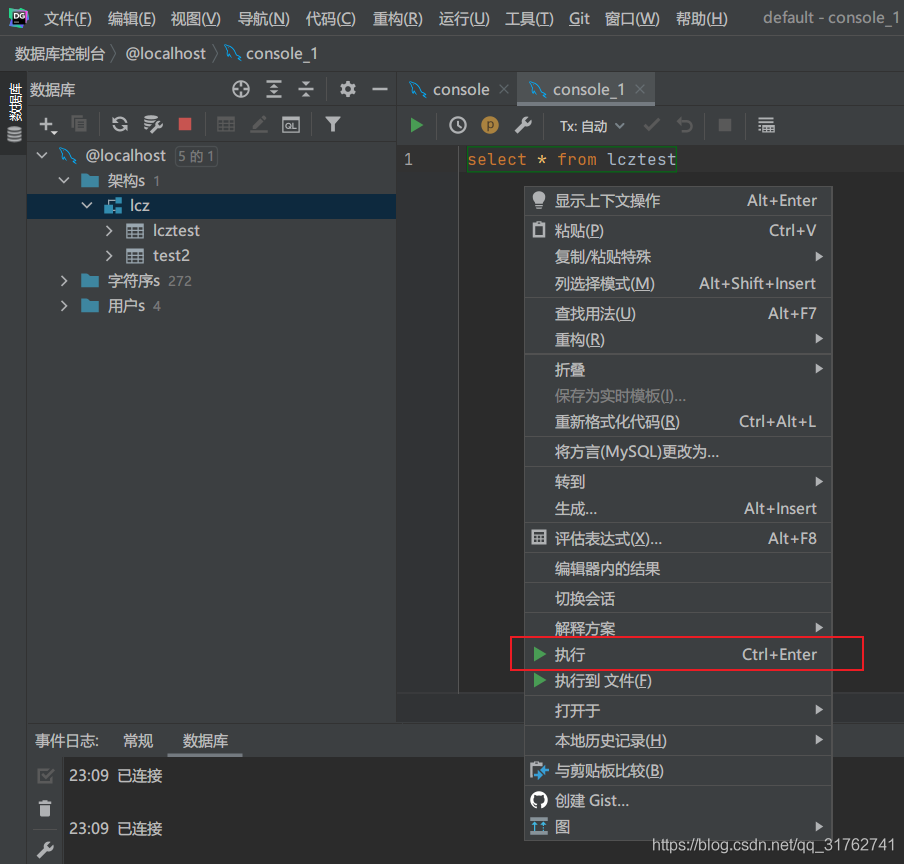 DG 文件(F) 编辑(E) 视图(V) 导航(N) 代码(C) 重构(R) 运行(U) 工具(T) Git 窗口(W) 帮助(H) default - console_1
数据库控制台 @localhost console_1
数据库
数据库
console
console_1
Tx: 自动
@localhost 5 的 1
架构s 1
lcz
lcztest
test2
字符序s 272
用户s 4
1 select * from lcztest
显示上下文操作 Alt+Enter
粘贴(P) Ctrl+V
复制/粘贴特殊
列选择模式(M) Alt+Shift+Insert
查找用法(U) Alt+F7
重构(R)
折叠
保存为实时模板(I)...
重新格式化代码(R) Ctrl+Alt+L
将方言(MySQL)更改为...
转到
生成... Alt+Insert
评估表达式(X)... Alt+F8
编辑器内的结果
切换会话
解释方案
执行 Ctrl+Enter
执行到 文件(F)
打开于
本地历史记录(H)
与剪贴板比较(B)
创建 Gist...
图
事件日志: 常规 数据库
23:09 已连接
23:09 已连接
https://blog.csdn.net/qq_31762741